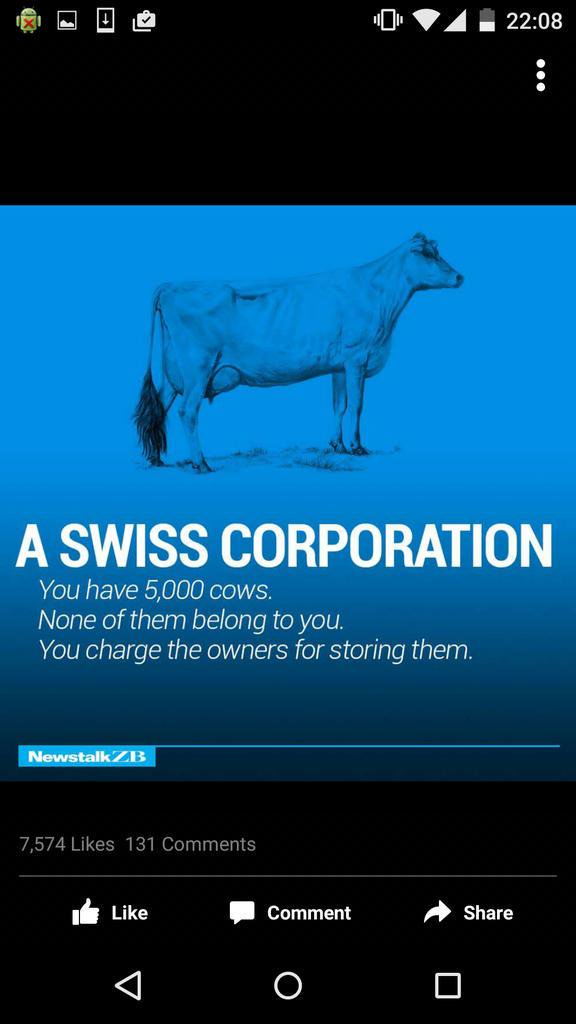 22:08
A SWISS CORPORATION
You have 5,000 cows.
None of them belong to you.
You charge the owners for storing them.
NewstalkZB
7,574 Likes 131 Comments
Like Comment Share